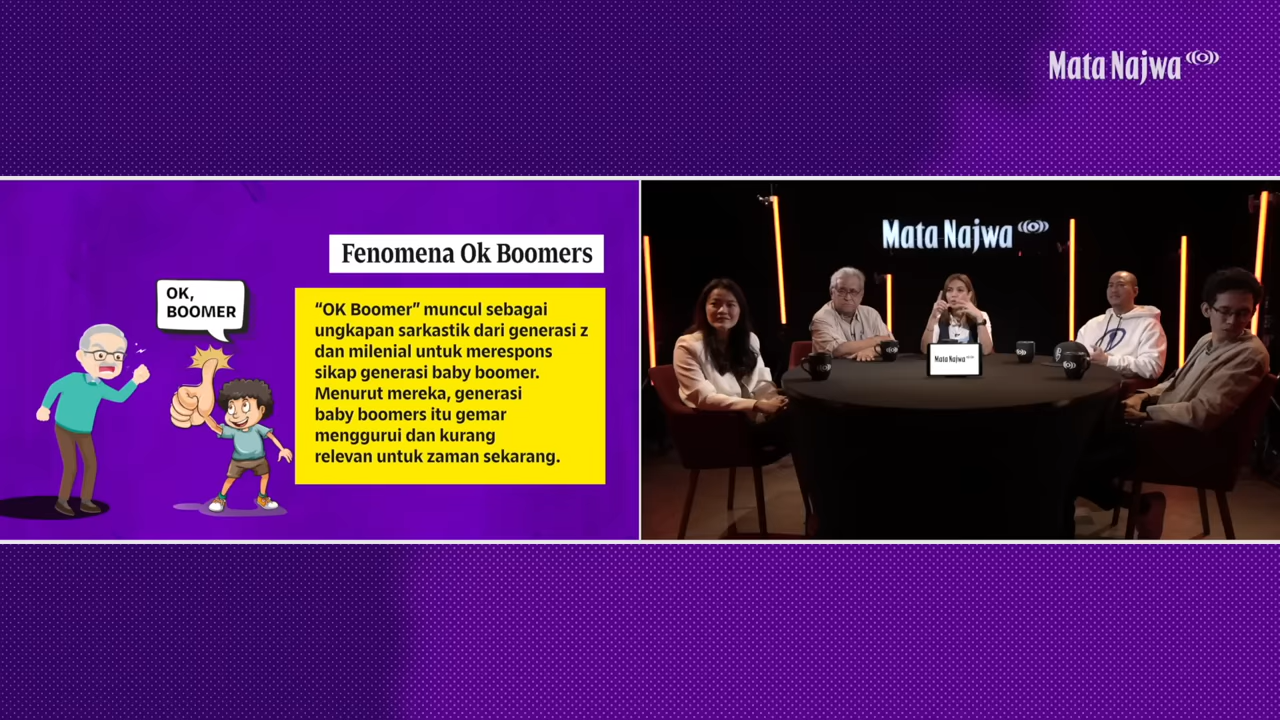 Mata Najwa
Fenomena Ok Boomers
OK,
BOOMER
“OK Boomer” muncul sebagai
ungkapan sarkastik dari generasi z
dan milenial untuk merespons
sikap generasi baby boomer.
Menurut mereka, generasi
baby boomers itu gemar
menggurui dan kurang
relevan untuk zaman sekarang.
Mata Najwa
Mata Najwa